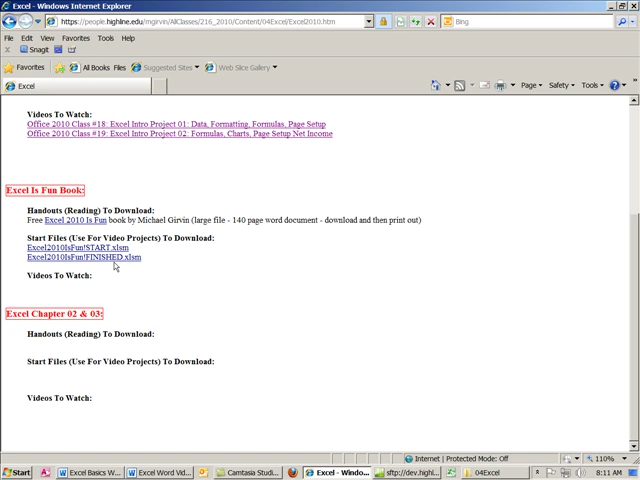 Excel - Windows Internet Explorer
https://people.highline.edu/mgirvin/AllClasses/216_2010/Content/04Excel/Excel2010.htm
Bing
File Edit View Favorites Tools Help
Snagit
Favorites All Books Files Suggested Sites Web Slice Gallery
Excel
Page Safety Tools
Videos To Watch:
Office 2010 Class #18: Excel Intro Project 01: Data, Formatting, Formulas, Page Setup
Office 2010 Class #19: Excel Intro Project 02: Formulas, Charts, Page Setup Net Income
Excel Is Fun Book:
Handouts (Reading) To Download:
Free Excel 2010 Is Fun book by Michael Girvin (large file - 140 page word document - download and then print out)
Start Files (Use For Video Projects) To Download:
Excel2010IsFun!START.xlsm
Excel2010IsFun!FINISHED.xlsm
Videos To Watch:
Excel Chapter 02 & 03:
Handouts (Reading) To Download:
Start Files (Use For Video Projects) To Download:
Videos To Watch:
Internet | Protected Mode: Off
110%
Start Excel Basics W... Excel Word Vid... Camtasia Studi... Excel - Windo... sftp://dev.highl... 04Excel 8:11 AM